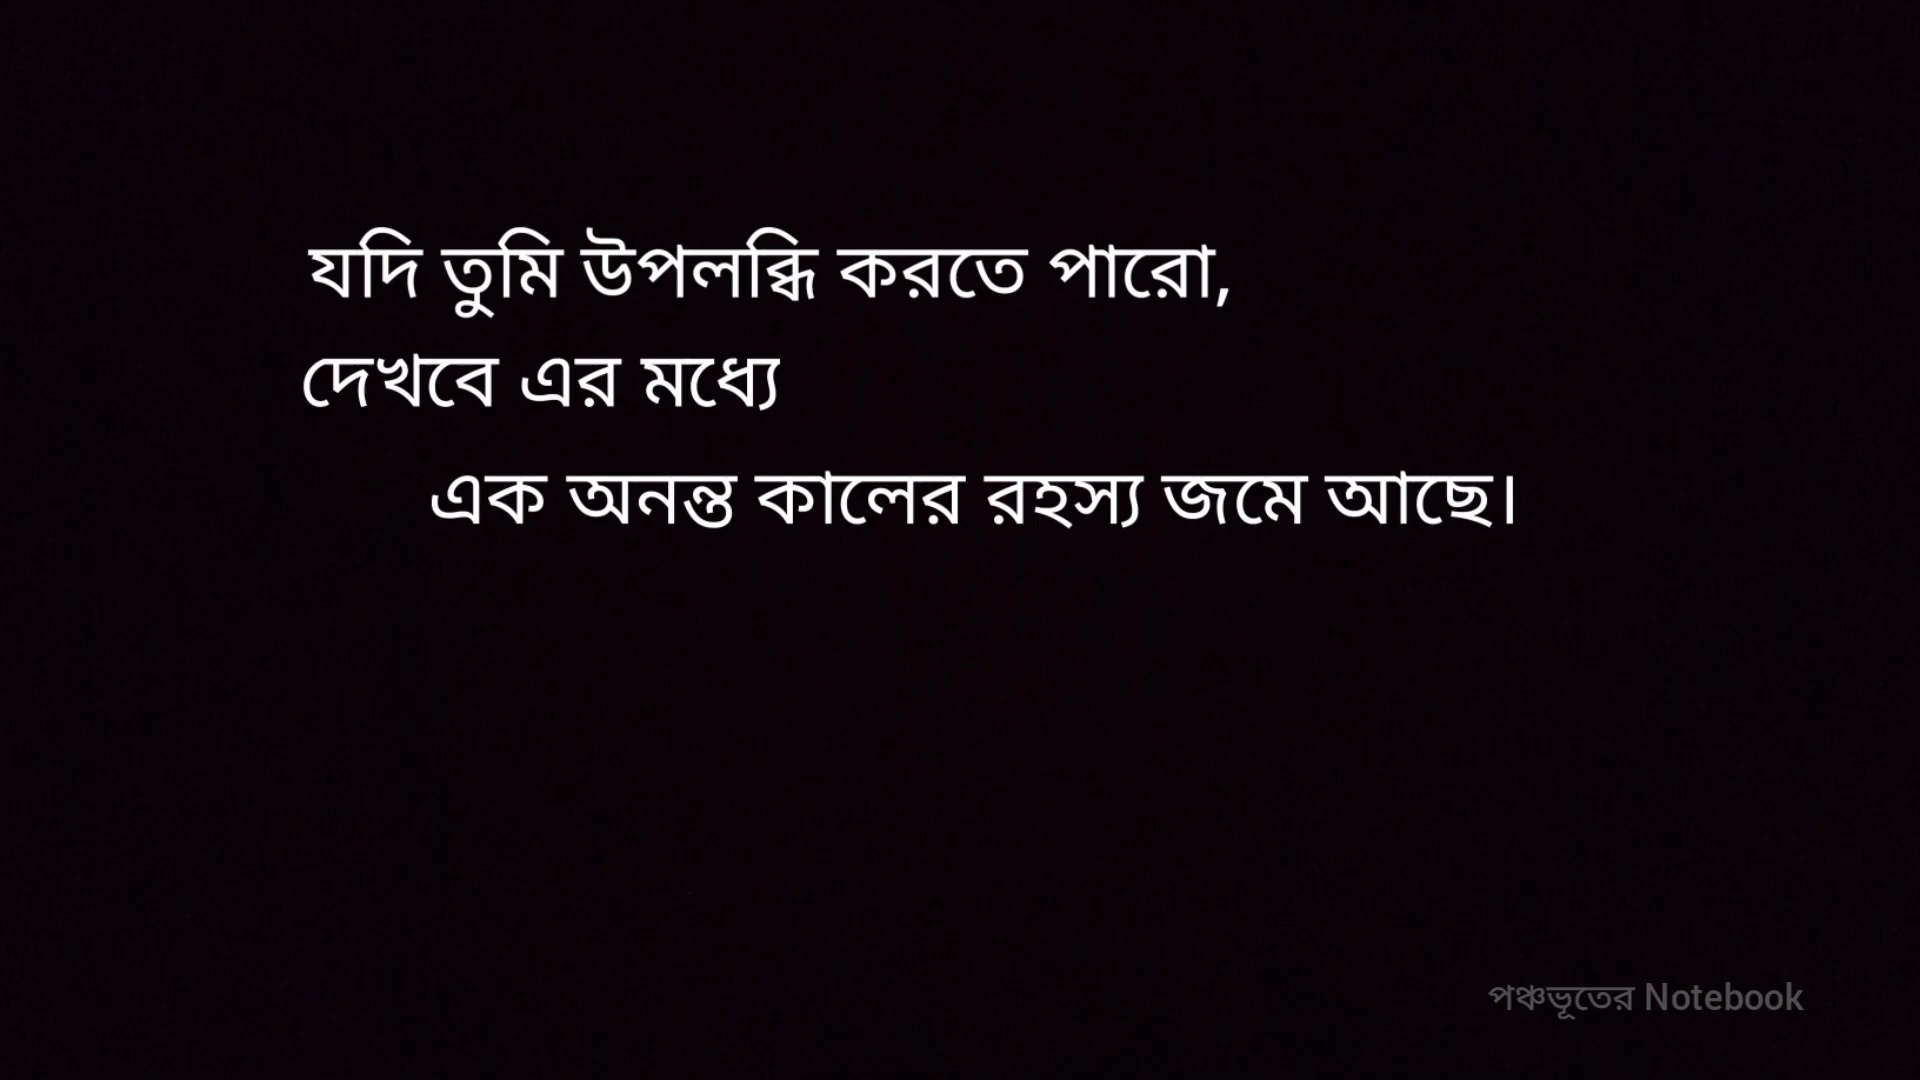 যদি তুমি উপলব্ধি করতে পারো,
দেখবে এর মধ্যে
এক অনন্ত কালের রহস্য জমে আছে।
পঞ্চভূতের Notebook